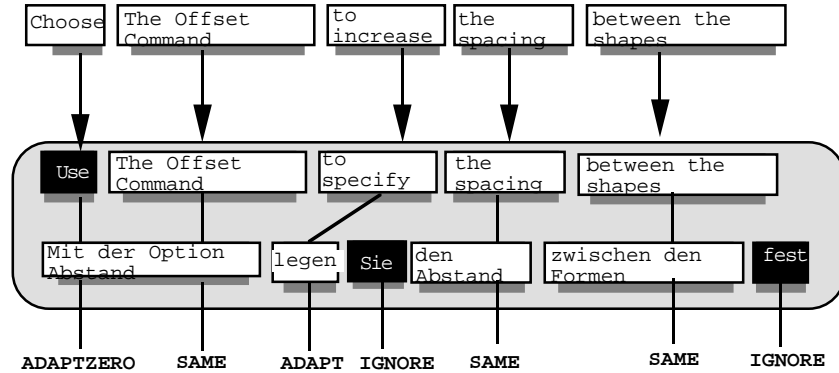 Choose
The Offset
Command
to
increase
the
spacing
between the
shapes
Use
The Offset
Command
to
specify
the
spacing
between the
shapes
Mit der Option
Abstand
legen
Sie
den
Abstand
zwischen den
Formen
fest
ADAPTZERO SAME ADAPT IGNORE SAME SAME IGNORE